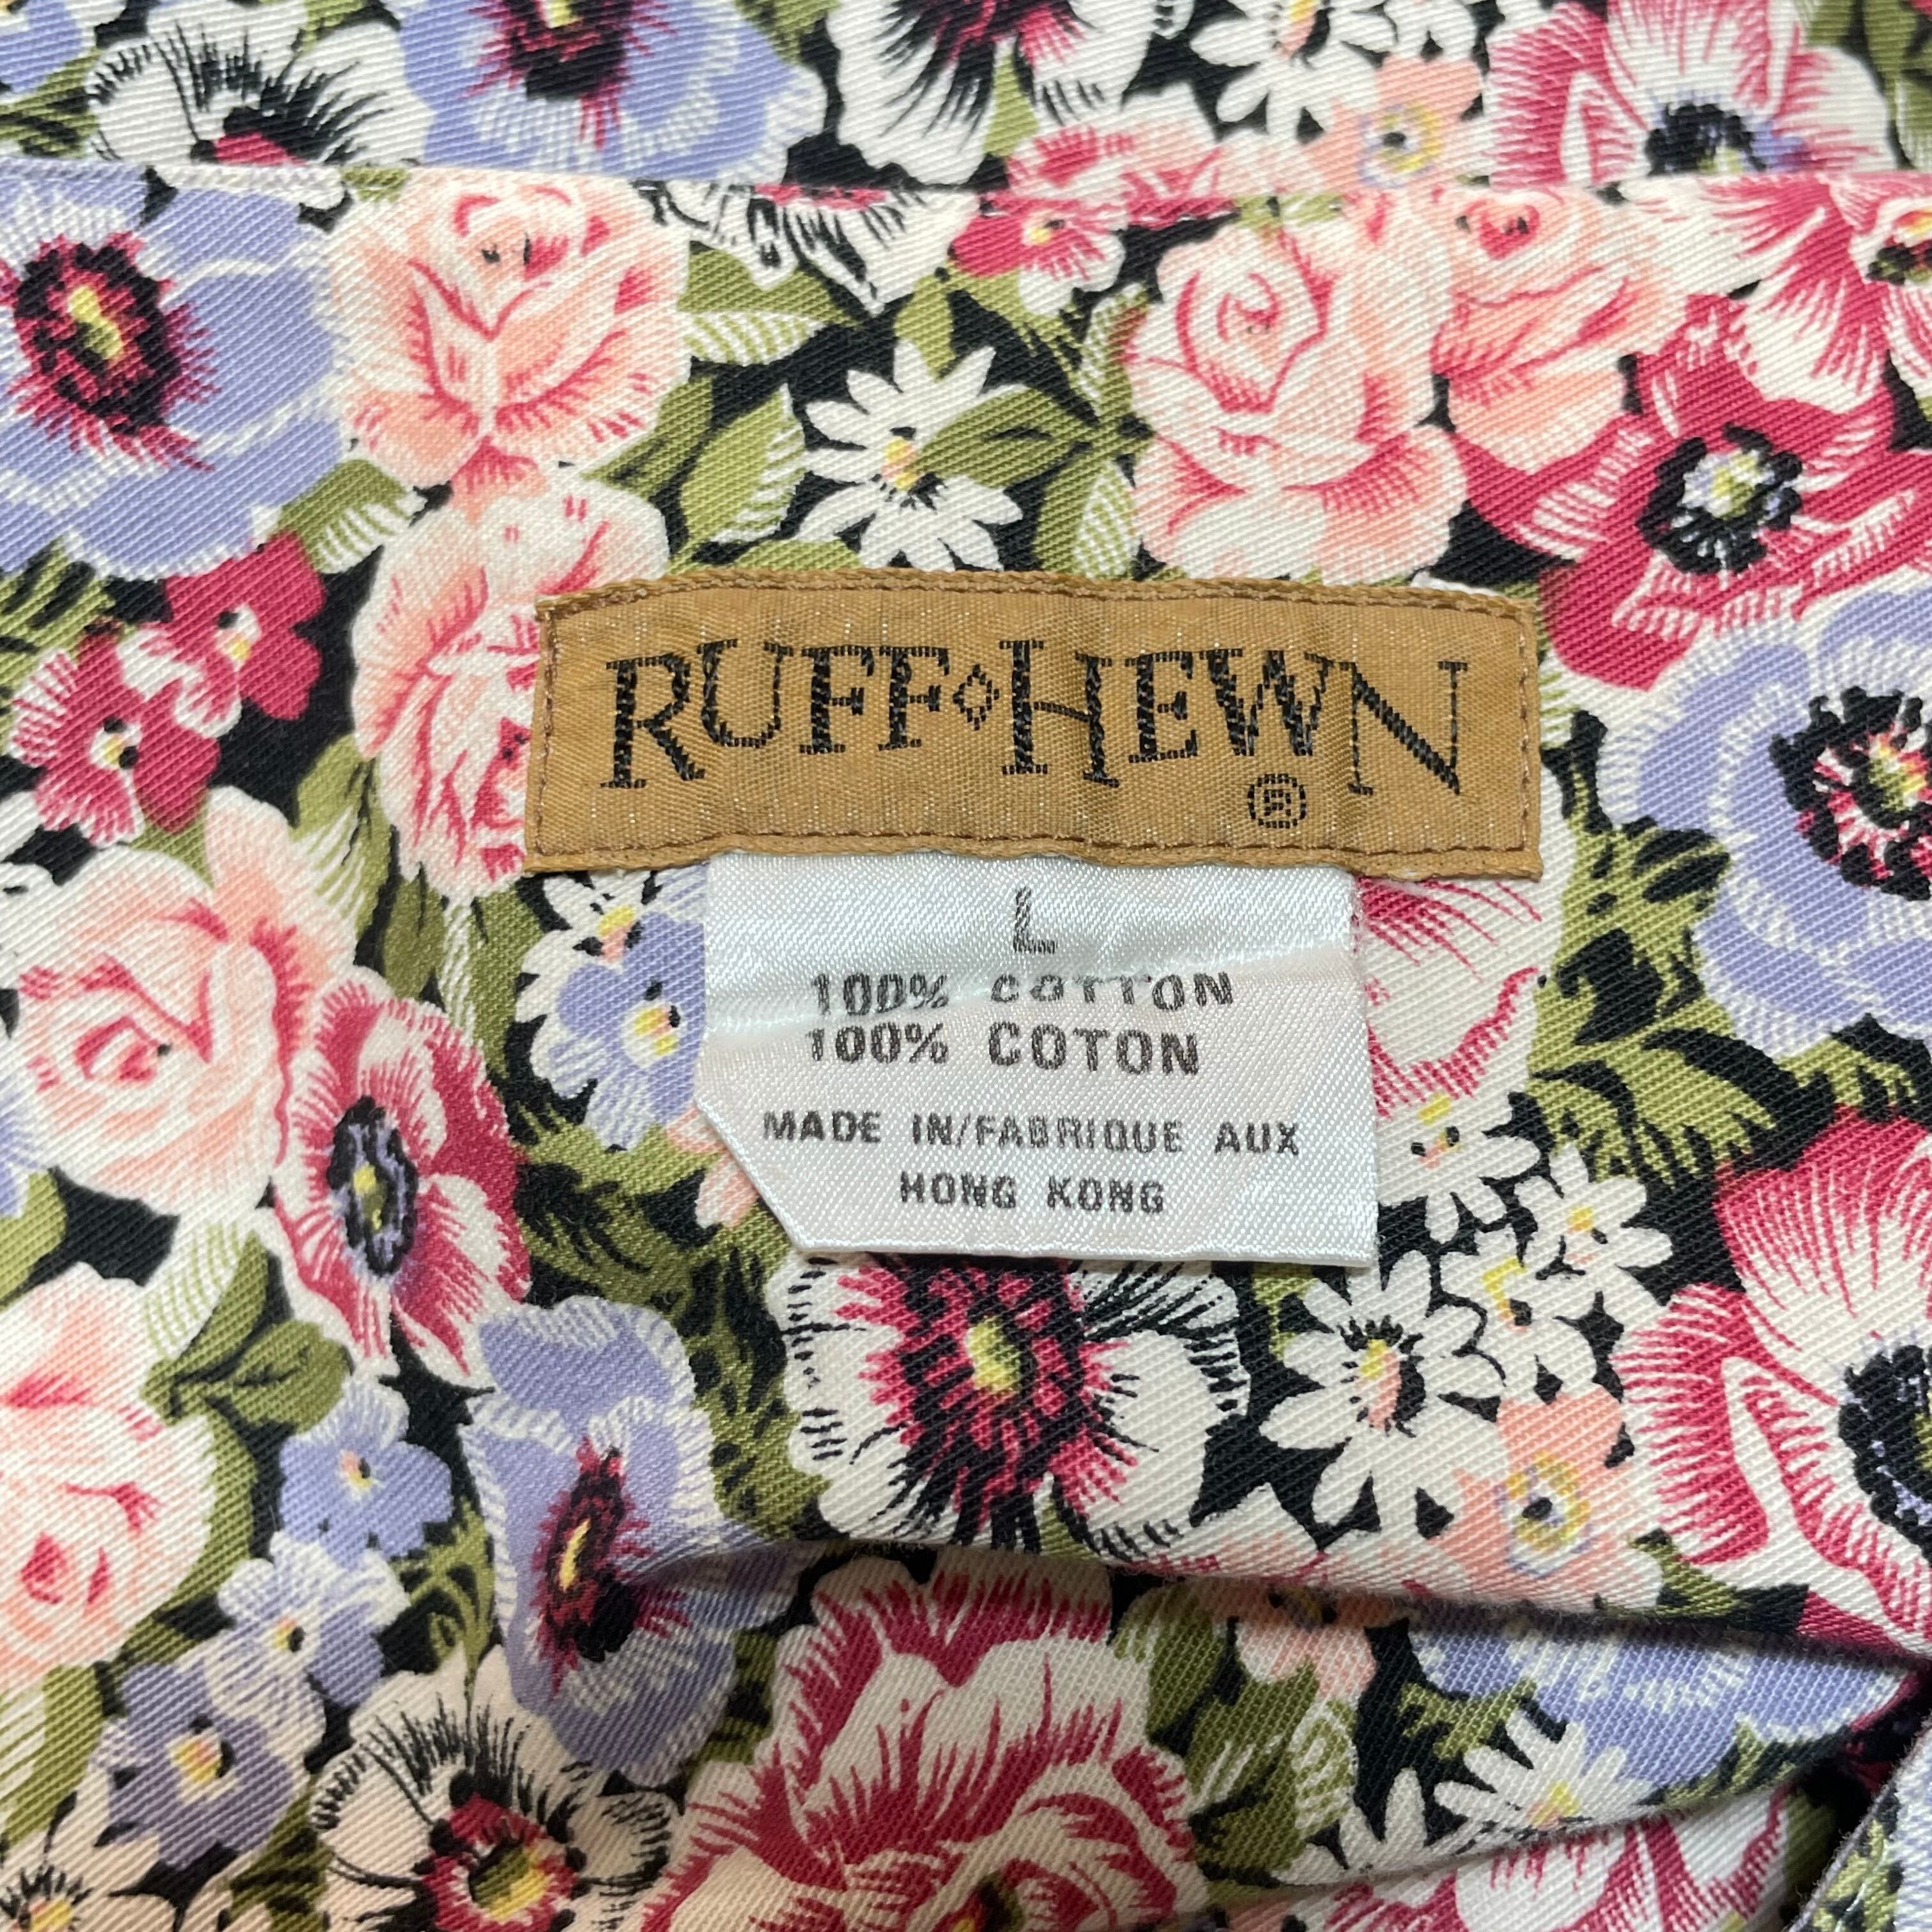 RUFF◇HEWN
®
L
100% COTTON
100% COTON
MADE IN/FABRIQUE AUX
HONG KONG